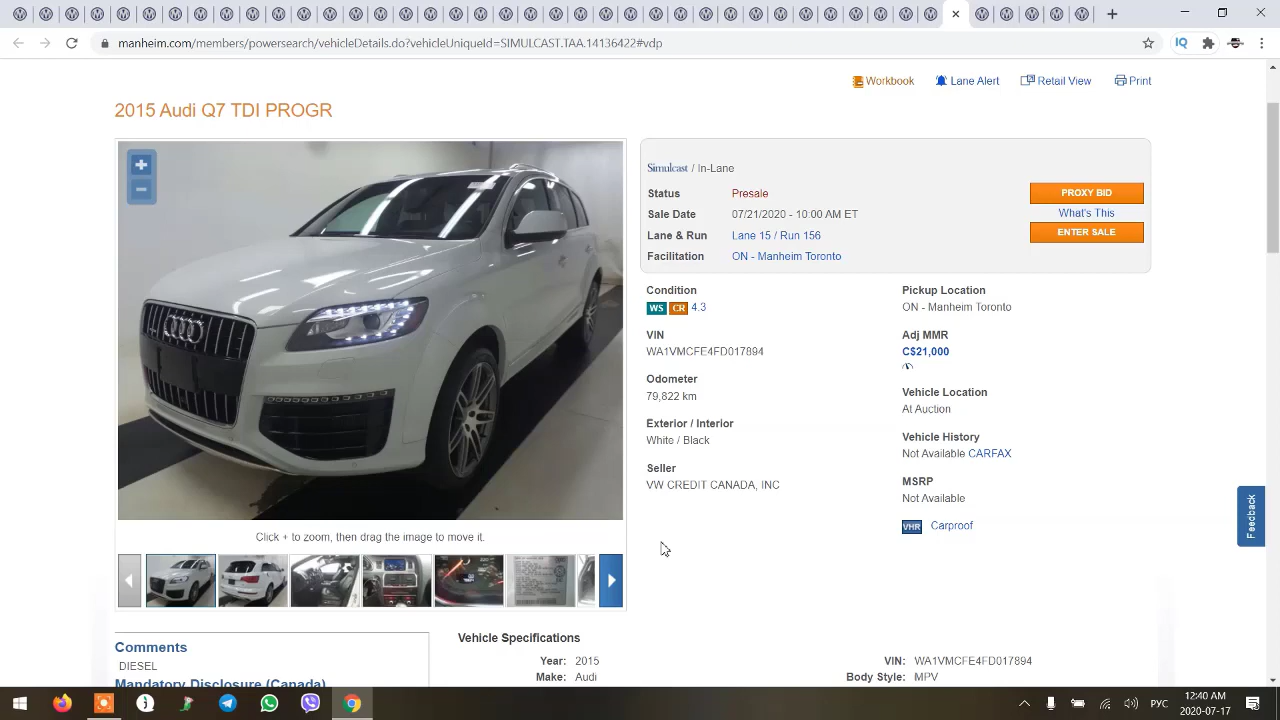 manheim.com/members/powersearch/vehicleDetails.do?vehicleUniqueId=SIMULCAST.TAA.14136422#vdp
IQ
Workbook
Lane Alert
Retail View
Print
2015 Audi Q7 TDI PROGR
Simulcast / In-Lane
Status Presale
PROXY BID
Sale Date 07/21/2020 - 10:00 AM ET
What's This
Lane & Run Lane 15 / Run 156
ENTER SALE
Facilitation ON - Manheim Toronto
Condition
WS CR 4.3
VIN
WA1VMCFE4FD017894
Odometer
79,822 km
Exterior / Interior
White / Black
Seller
VW CREDIT CANADA, INC
Pickup Location
ON - Manheim Toronto
Adj MMR
C$21,000
Vehicle Location
At Auction
Vehicle History
Not Available CARFAX
MSRP
Not Available
VHR Carproof
Feedback
Click + to zoom, then drag the image to move it.
Comments
DIESEL
Mandatory Disclosure (Canada)
Vehicle Specifications
Year: 2015
VIN: WA1VMCFE4FD017894
Make: Audi
Body Style: MPV
РУС
12:40 AM
2020-07-17